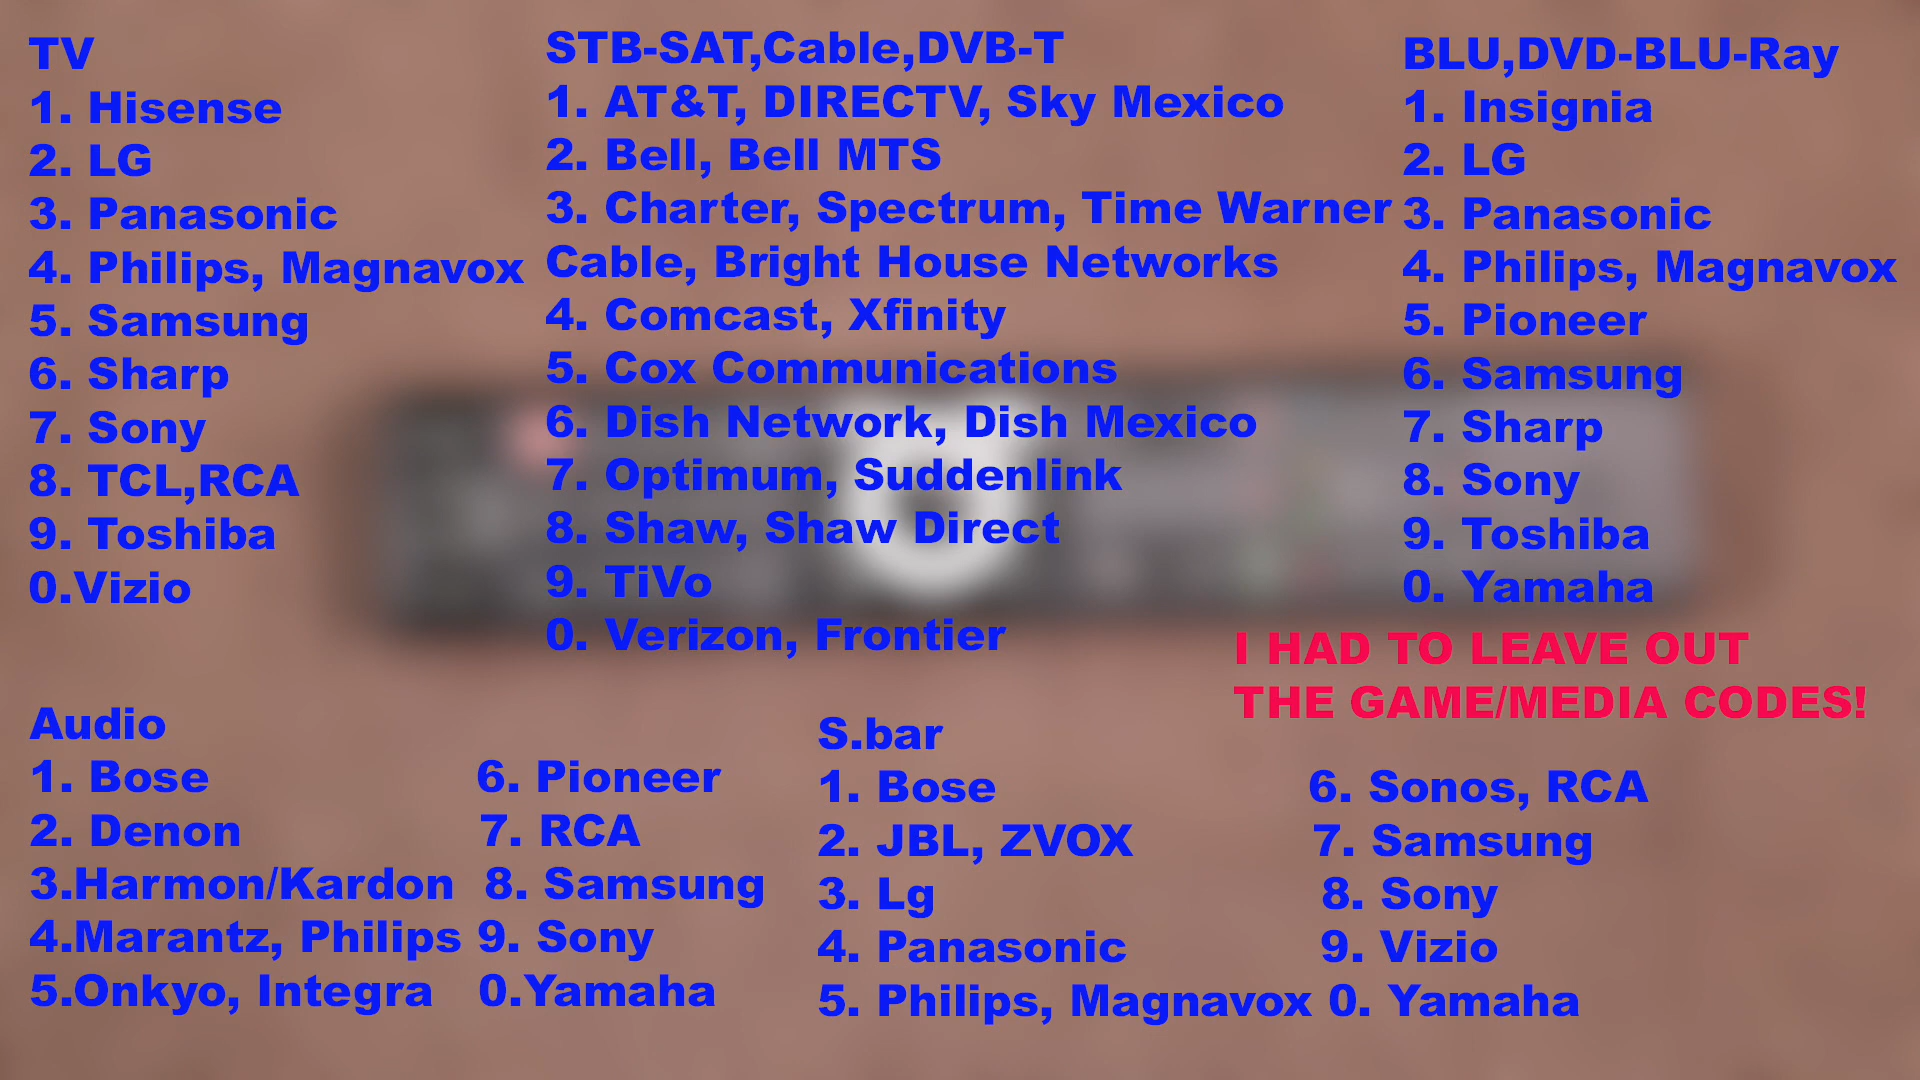 TV
1. Hisense
2. LG
3. Panasonic
4. Philips, Magnavox
5. Samsung
6. Sharp
7. Sony
8. TCL,RCA
9. Toshiba
0.Vizio
STB-SAT,Cable,DVB-T
1. AT&T, DIRECTV, Sky Mexico
2. Bell, Bell MTS
3. Charter, Spectrum, Time Warner
Cable, Bright House Networks
4. Comcast, Xfinity
5. Cox Communications
6. Dish Network, Dish Mexico
7. Optimum, Suddenlink
8. Shaw, Shaw Direct
9. TiVo
0. Verizon, Frontier
BLU,DVD-BLU-Ray
1. Insignia
2. LG
3. Panasonic
4. Philips, Magnavox
5. Pioneer
6. Samsung
7. Sharp
8. Sony
9. Toshiba
0. Yamaha
I HAD TO LEAVE OUT
THE GAME/MEDIA CODES!
Audio
1. Bose
2. Denon
3.Harmon/Kardon
4.Marantz, Philips
5.Onkyo, Integra
6. Pioneer
7. RCA
8. Samsung
9. Sony
0.Yamaha
S.bar
1. Bose
2. JBL, ZVOX
3. Lg
4. Panasonic
5. Philips, Magnavox
6. Sonos, RCA
7. Samsung
8. Sony
9. Vizio
0. Yamaha